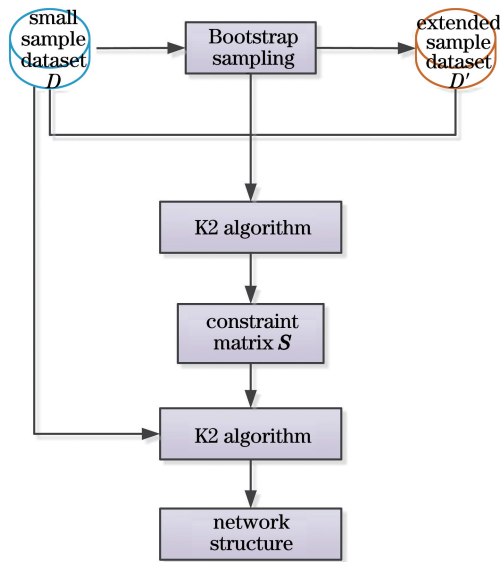 small
sample
dataset
D
Bootstrap
sampling
extended
sample
dataset
D′
K2 algorithm
constraint
matrix S
K2 algorithm
network
structure